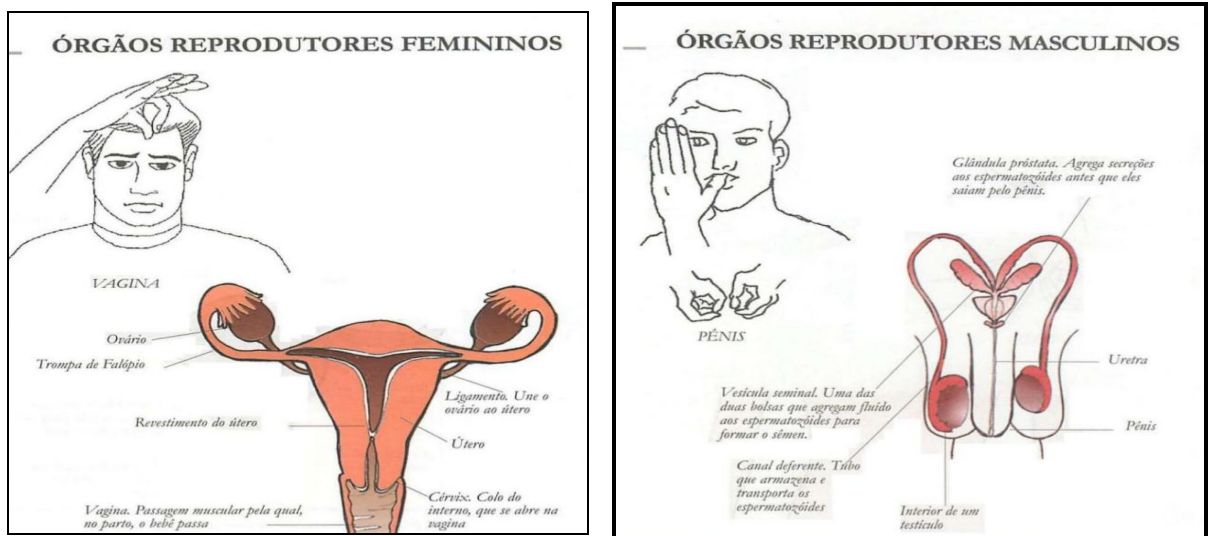 ÓRGÃOS REPRODUTORES FEMININOS
VAGINA
Ovário
Trompa de Falópio
Revestimento do útero
Ligamento. Une o
ovário ao útero
Útero
Vagina. Passagem muscular pela qual,
no parto, o bebê passa
Cérvix. Colo do
interno, que se abre na
vagina
ÓRGÃOS REPRODUTORES MASCULINOS
PÊNIS
Glândula próstata. Agrega secreções
aos espermatozóides antes que eles
saiam pelo pênis.
Uretra
Vesícula seminal. Uma das
duas bolsas que agregam fluido
aos espermatozóides para
formar o sêmen.
Pénis
Canal deferente. Túbo
que armazena e
transporta os
espermatozóides
Interior de um
testículo